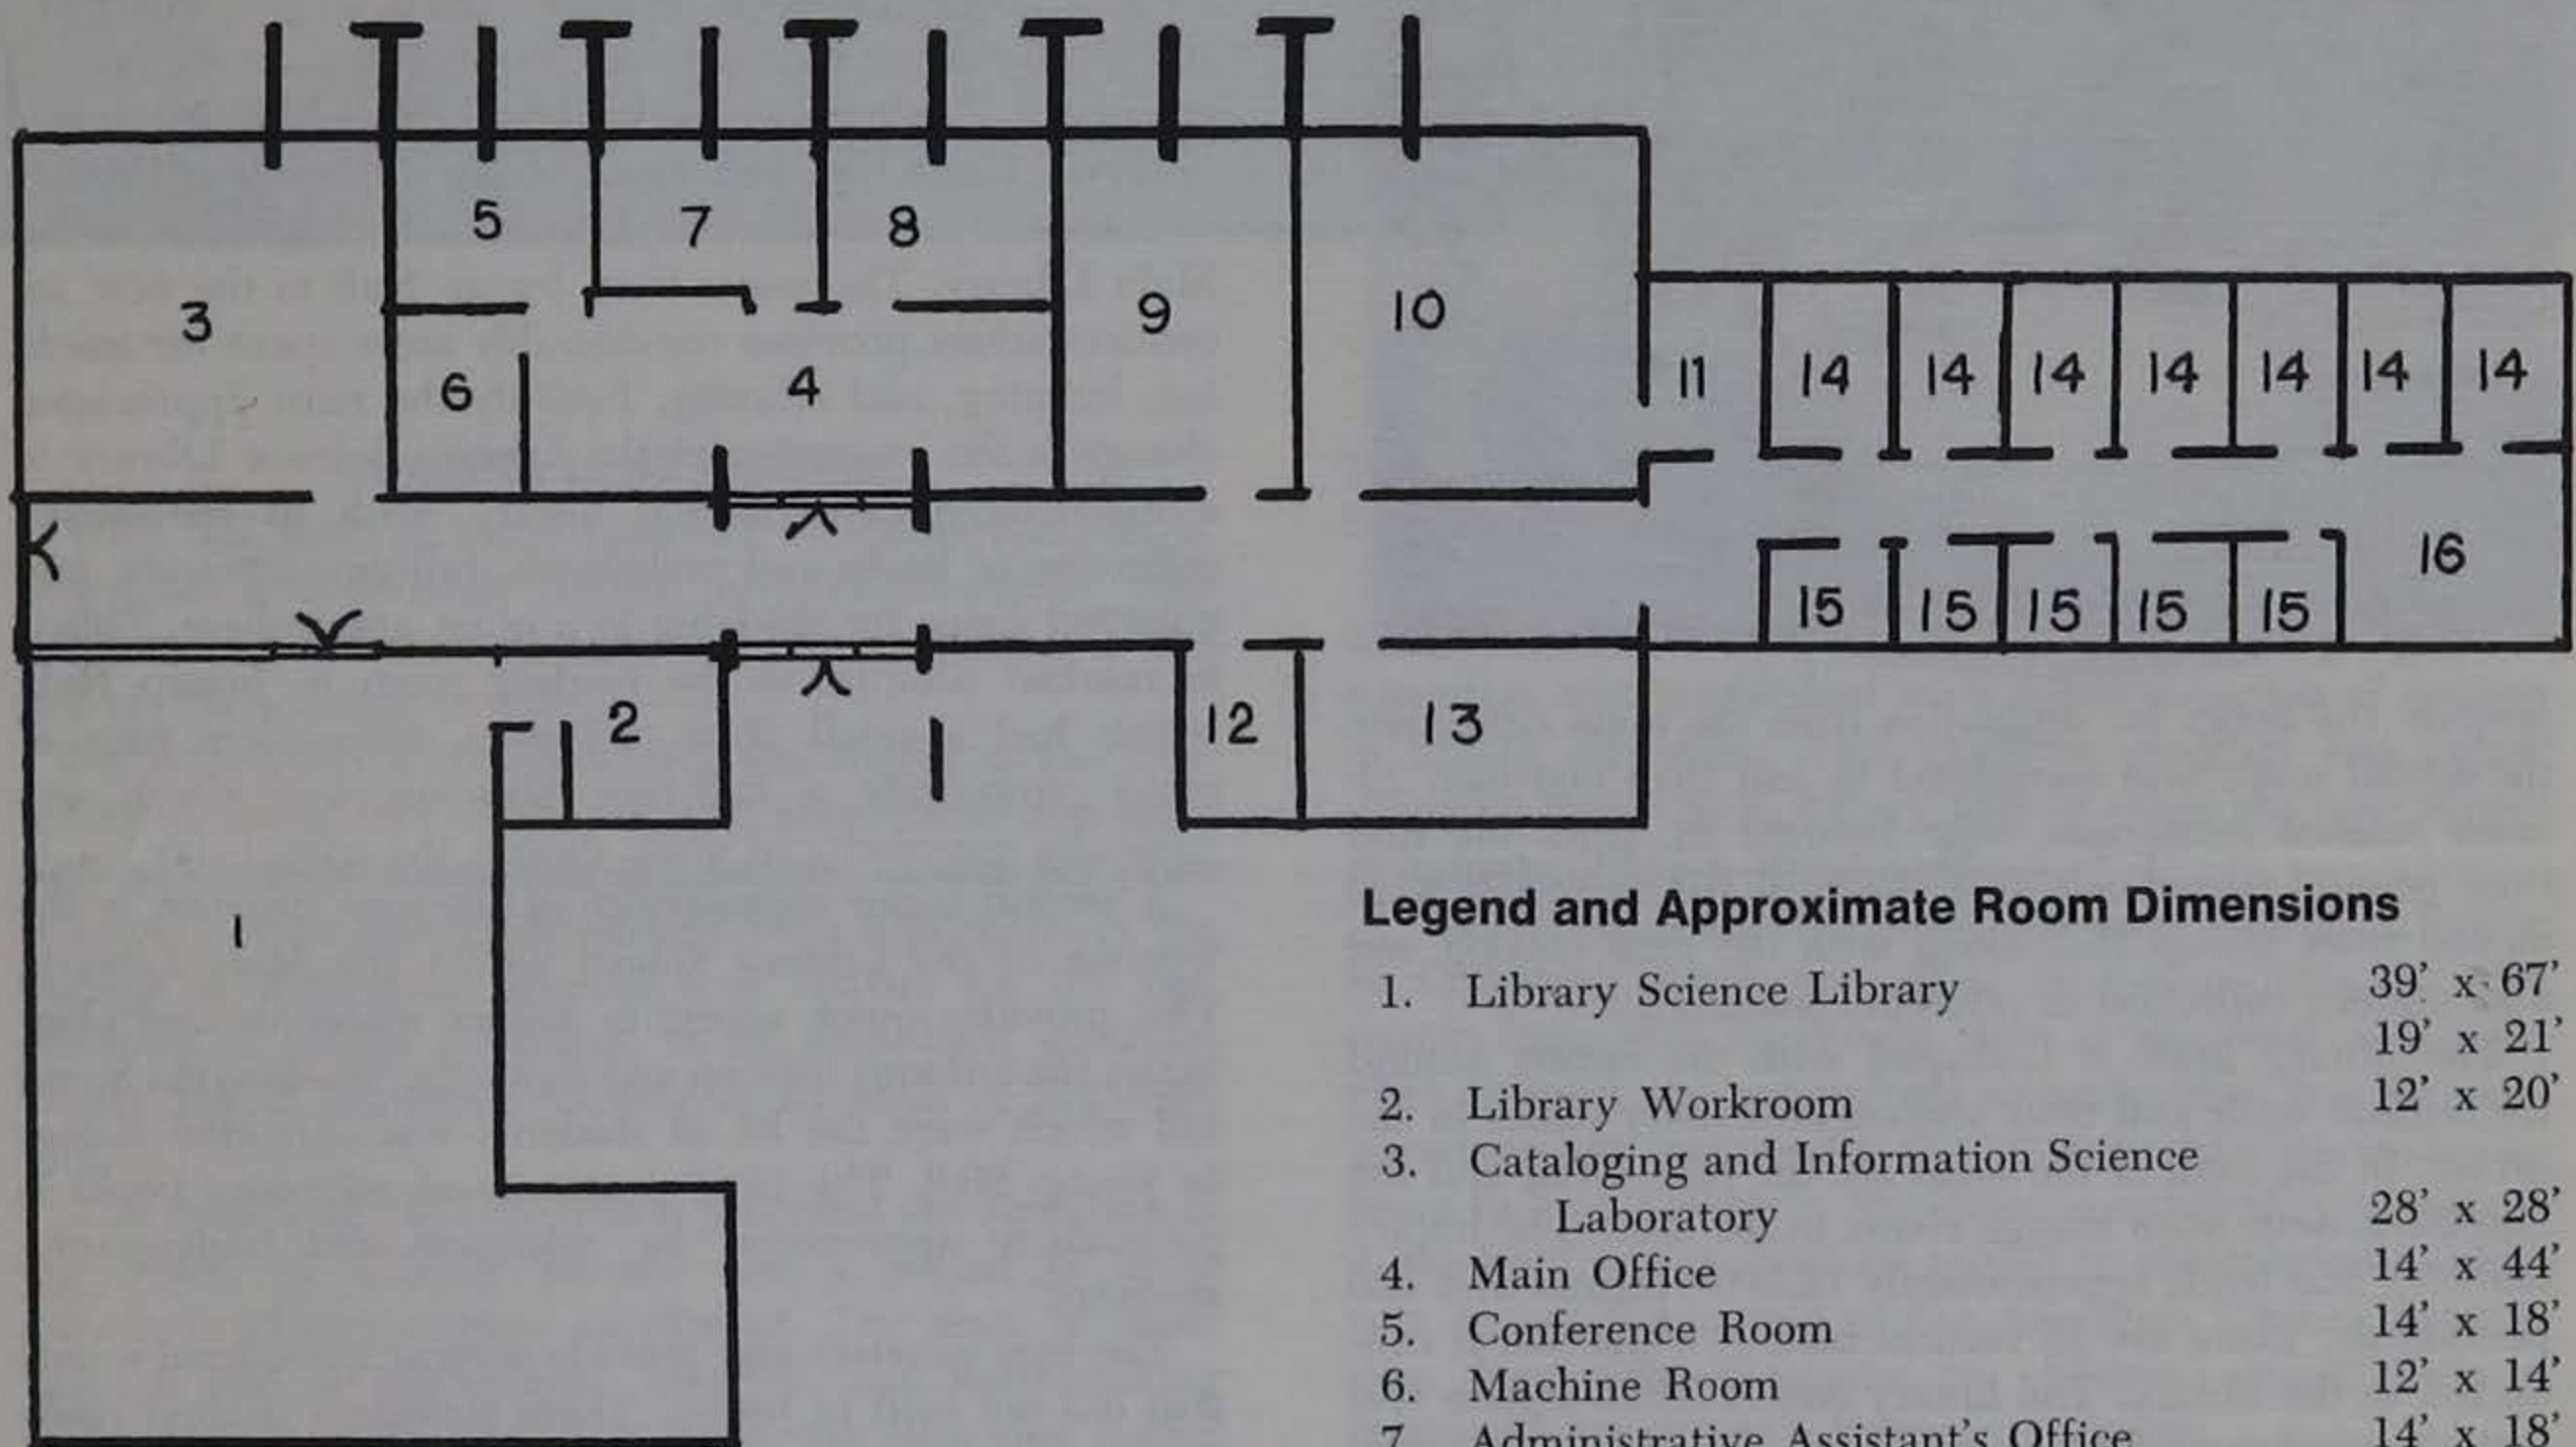 5
7
8
3
9
10
6
4
11
14
14
14
14
14
14
14
16
15
15
15
15
15
2
12
13
1
Legend and Approximate Room Dimensions
1. Library Science Library 39’ x 67’
19’ x 21’
2. Library Workroom 12’ x 20’
3. Cataloging and Information Science
Laboratory 28’ x 28’
4. Main Office 14’ x 44’
5. Conference Room 14’ x 18’
6. Machine Room 12’ x 14’
7. Administrative Assistant’s Office 14’ x 18’